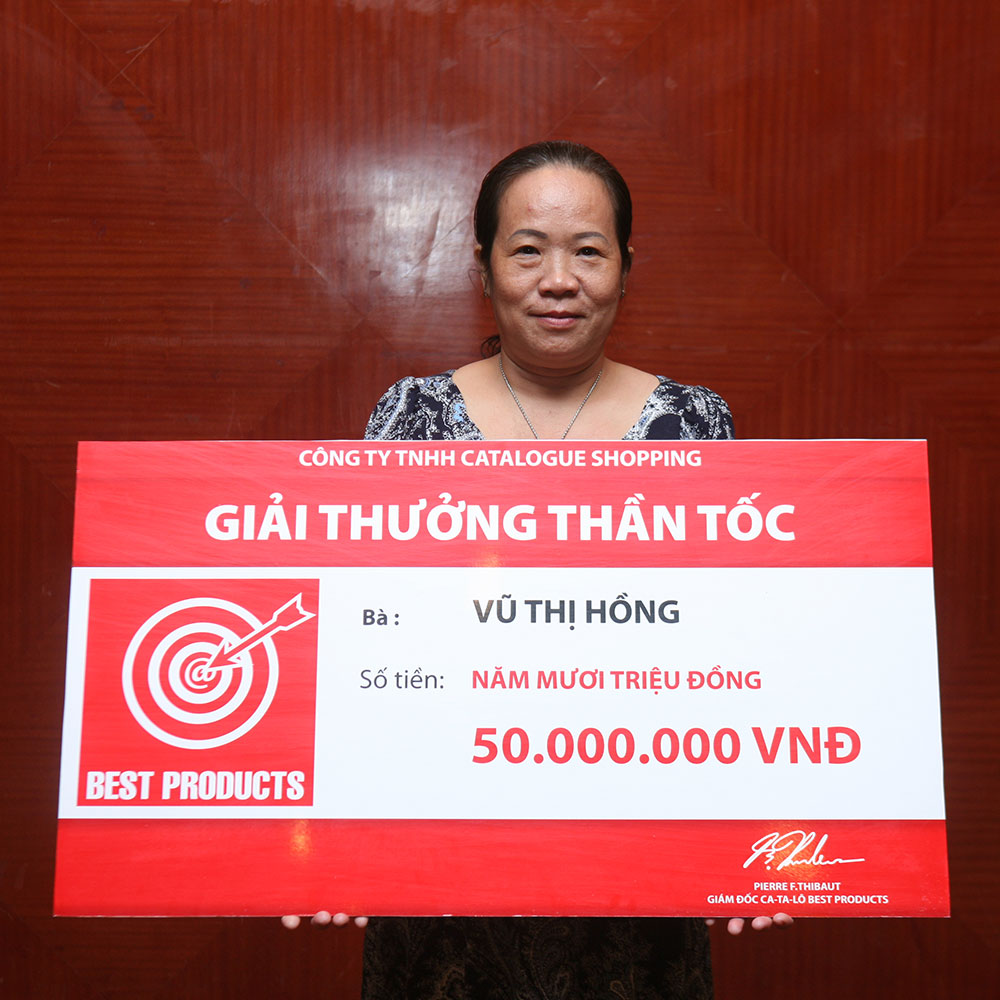 CÔNG TY TNHH CATALOGUE SHOPPING
GIẢI THƯỞNG THẦN TỐC
Bà : VŨ THỊ HỒNG
Số tiền: NĂM MƯƠI TRIỆU ĐỒNG
50.000.000 VNĐ
@
BEST PRODUCTS
PIERRE F.THIBAUT
GIÁM ĐỐC CA-TA-LÔ BEST PRODUCTS